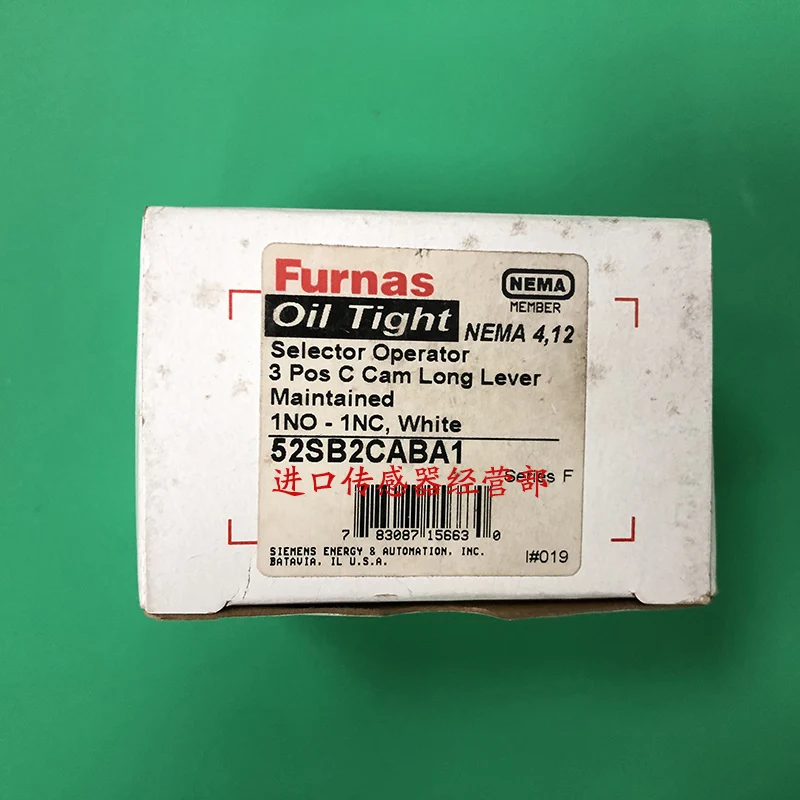 Furnas
NEMA
MEMBER
Oil Tight NEMA 4,12
Selector Operator
3 Pos C Cam Long Lever
Maintained
1NO - 1NC, White
52SB2CABA1
Series F
进口传感器经营部
7 83087 15663 0
SIEMENS ENERGY & AUTOMATION, INC.
BATAVIA, IL U.S.A.
I#019